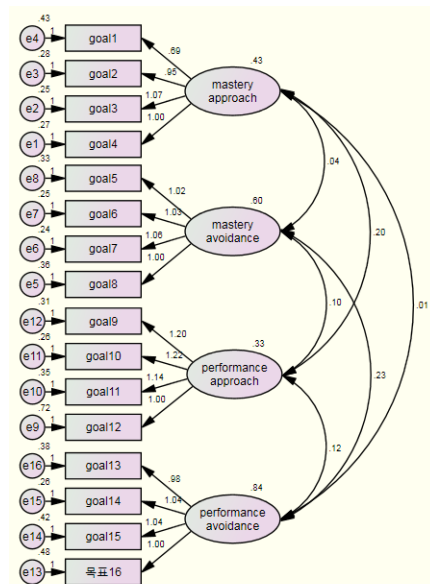 .43
e4 1 goal1
.69
.28
e3 1 goal2
.95
.25
e2 1 goal3
1.07
.27
e1 1 goal4
1.00
.43
mastery
approach
.33
e8 1 goal5
1.02
.25
e7 1 goal6
1.03
.24
e6 1 goal7
1.06
.36
e5 1 goal8
1.00
.60
mastery
avoidance
.31
e12 1 goal9
1.20
.26
e11 1 goal10
1.22
.35
e10 1 goal11
1.14
.72
e9 1 goal12
1.00
.33
performance
approach
.38
e16 1 goal13
.98
.26
e15 1 goal14
1.04
.42
e14 1 goal15
1.04
.48
e13 1 목표16
1.00
.84
performance
avoidance
.04
.20
.01
.10
.23
.12